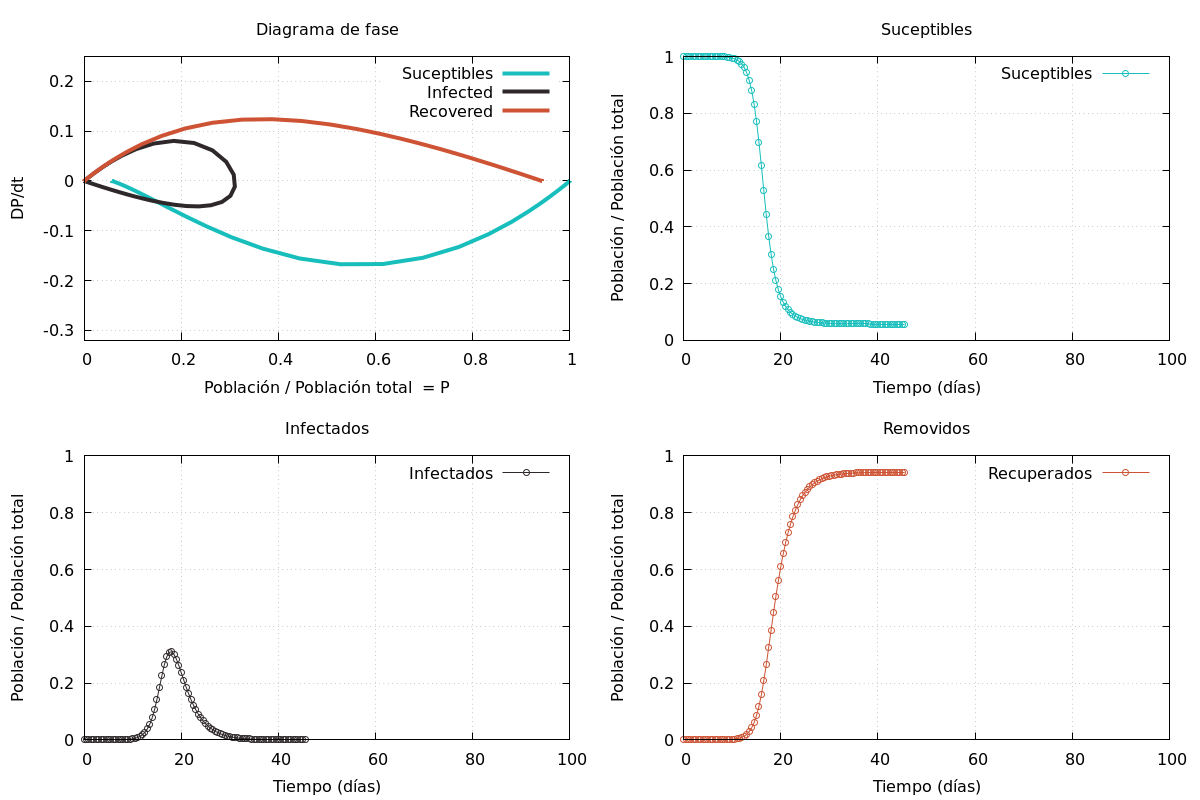 Diagrama de fase
0.2
0.1
0
-0.1
-0.2
-0.3
DP/dt
Suceptibles
Infected
Recovered
0 0.2 0.4 0.6 0.8 1
Población / Población total = P
Suceptibles
1
0.8
0.6
0.4
0.2
0
Población / Población total
Suceptibles
0 20 40 60 80 100
Tiempo (días)
Infectados
1
0.8
0.6
0.4
0.2
0
Población / Población total
Infectados
0 20 40 60 80 100
Tiempo (días)
Removidos
1
0.8
0.6
0.4
0.2
0
Población / Población total
Recuperados
0 20 40 60 80 100
Tiempo (días)